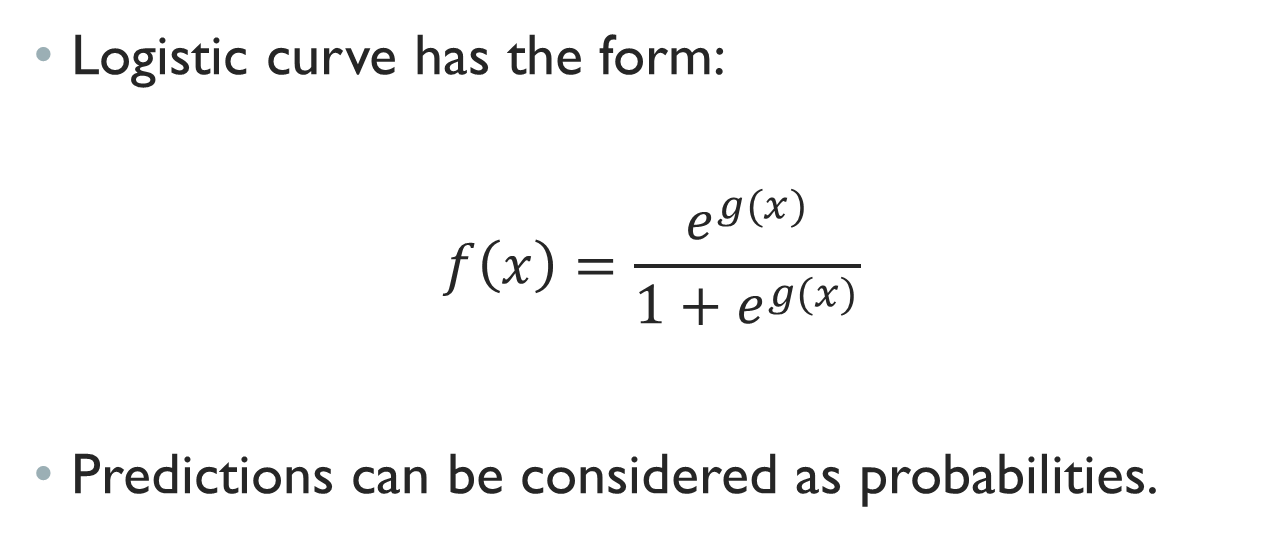 • Logistic curve has the form:
f(x) = e^{g(x)} / (1 + e^{g(x)})
• Predictions can be considered as probabilities.